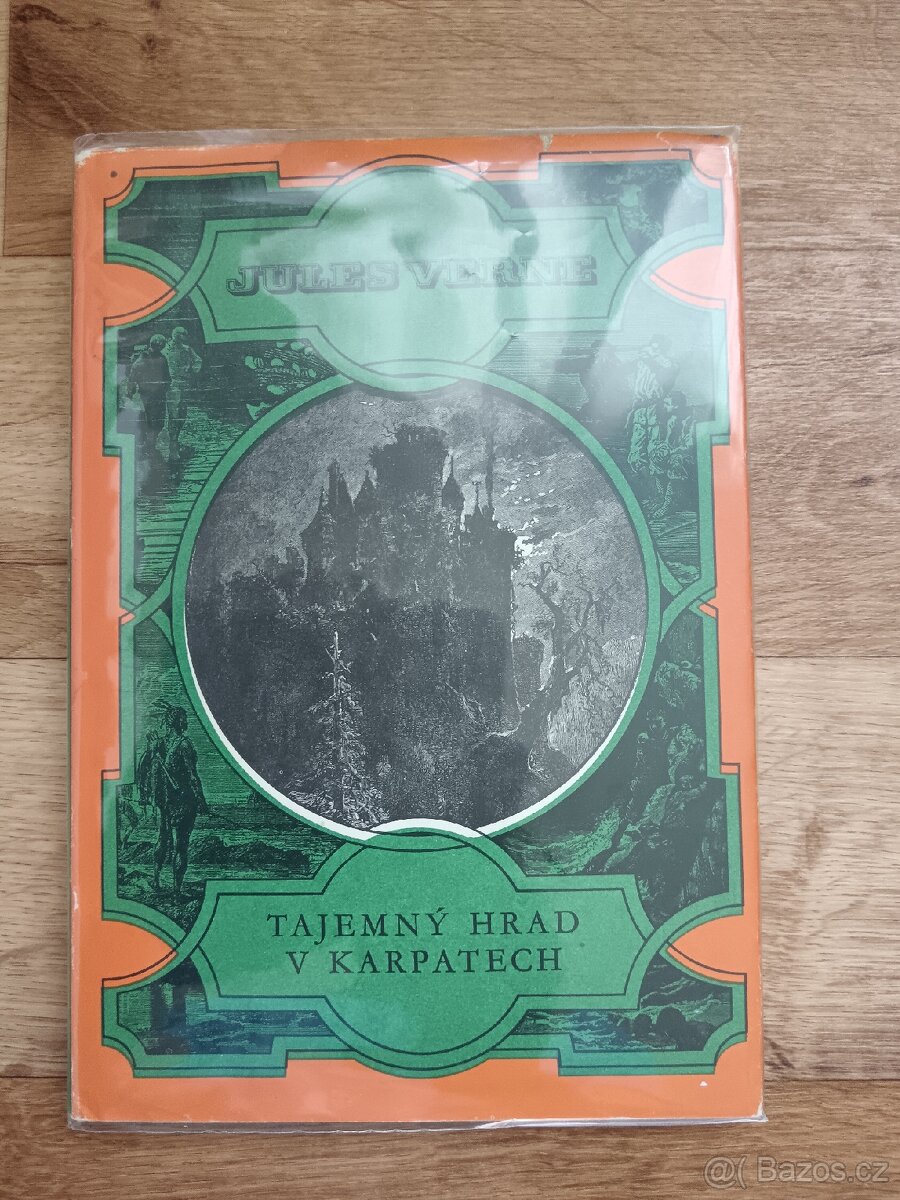 JULES VERNE
TAJEMNÝ HRAD
V KARPATECH
@( Bazos.cz